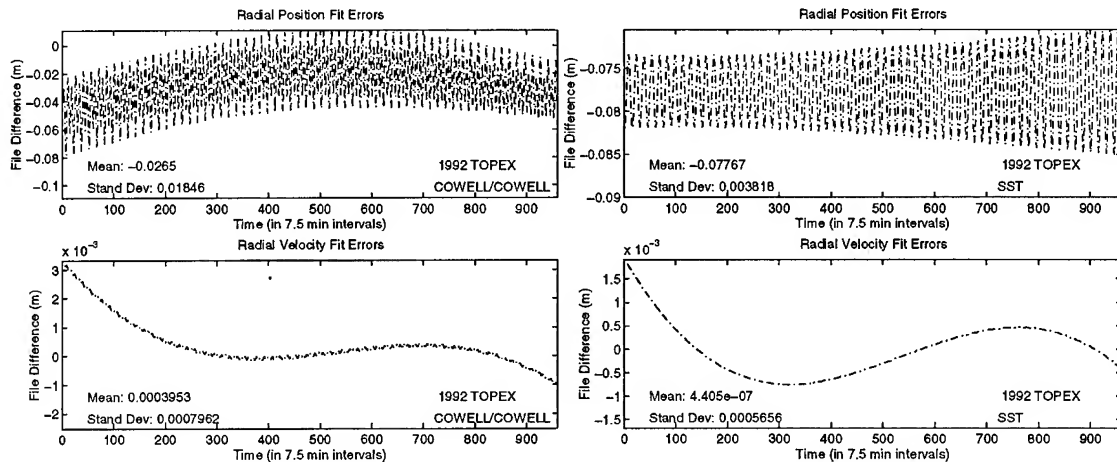 Radial Position Fit Errors
File Difference (m)
0
−0.02
−0.04
−0.06
−0.08
−0.1
Mean: −0.0265
Stand Dev: 0.01846
1992 TOPEX
COWELL/COWELL
0 100 200 300 400 500 600 700 800 900
Time (in 7.5 min intervals)
Radial Position Fit Errors
File Difference (m)
−0.075
−0.08
−0.085
−0.09
Mean: −0.07767
Stand Dev: 0.003818
1992 TOPEX
SST
0 100 200 300 400 500 600 700 800 900
Time (in 7.5 min intervals)
x 10⁻³
Radial Velocity Fit Errors
File Difference (m)
3
2
1
0
−1
−2
Mean: 0.0003953
Stand Dev: 0.0007962
1992 TOPEX
COWELL/COWELL
0 100 200 300 400 500 600 700 800 900
Time (in 7.5 min intervals)
x 10⁻³
Radial Velocity Fit Errors
File Difference (m)
1.5
1
0.5
0
−0.5
−1
−1.5
Mean: 4.405e−07
Stand Dev: 0.0005656
1992 TOPEX
SST
0 100 200 300 400 500 600 700 800 900
Time (in 7.5 min intervals)